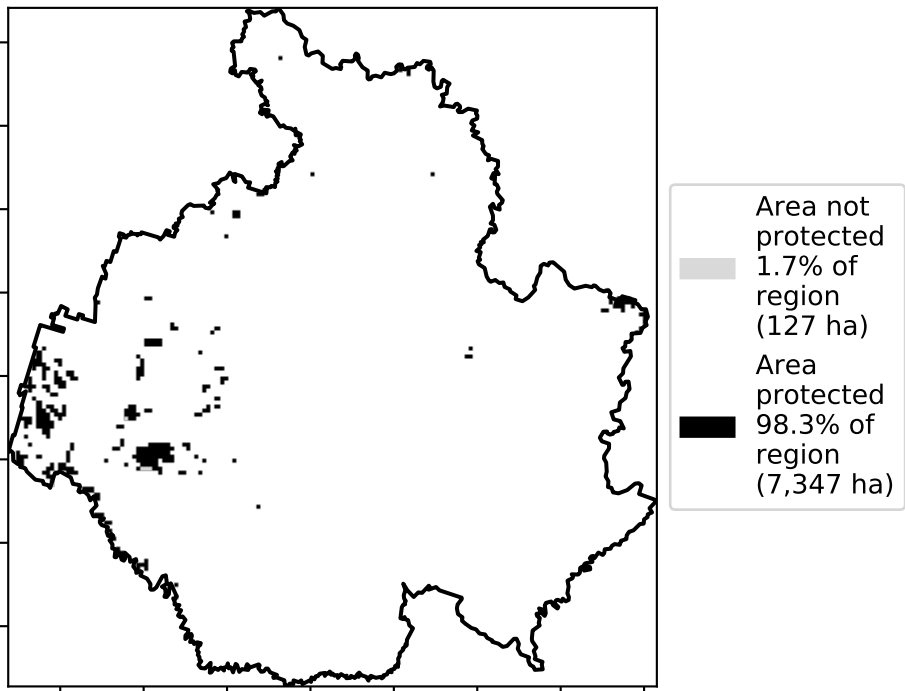 Area not
protected
1.7% of
region
(127 ha)
Area
protected
98.3% of
region
(7,347 ha)